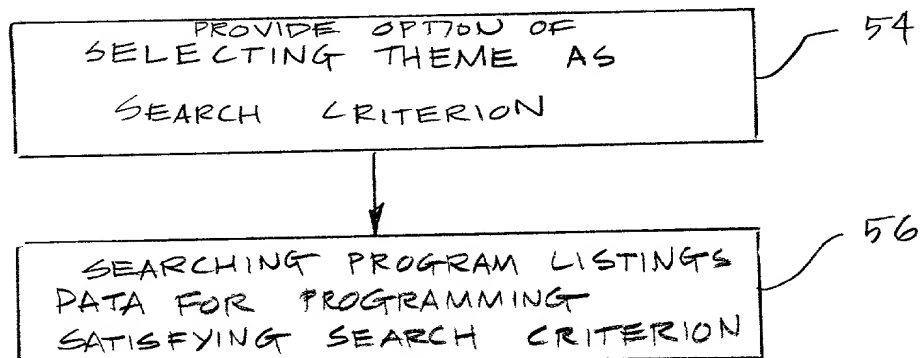 PROVIDE OPTION OF
SELECTING THEME AS
SEARCH CRITERION
54
SEARCHING PROGRAM LISTINGS
DATA FOR PROGRAMMING
SATISFYING SEARCH CRITERION
56